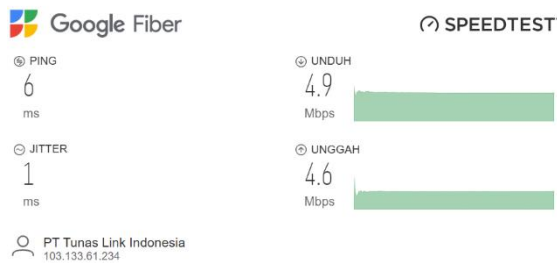 Google Fiber
SPEEDTEST
PING
6
ms
UNDUH
4.9
Mbps
JITTER
1
ms
UNGGAH
4.6
Mbps
PT Tunas Link Indonesia
103.133.61.234